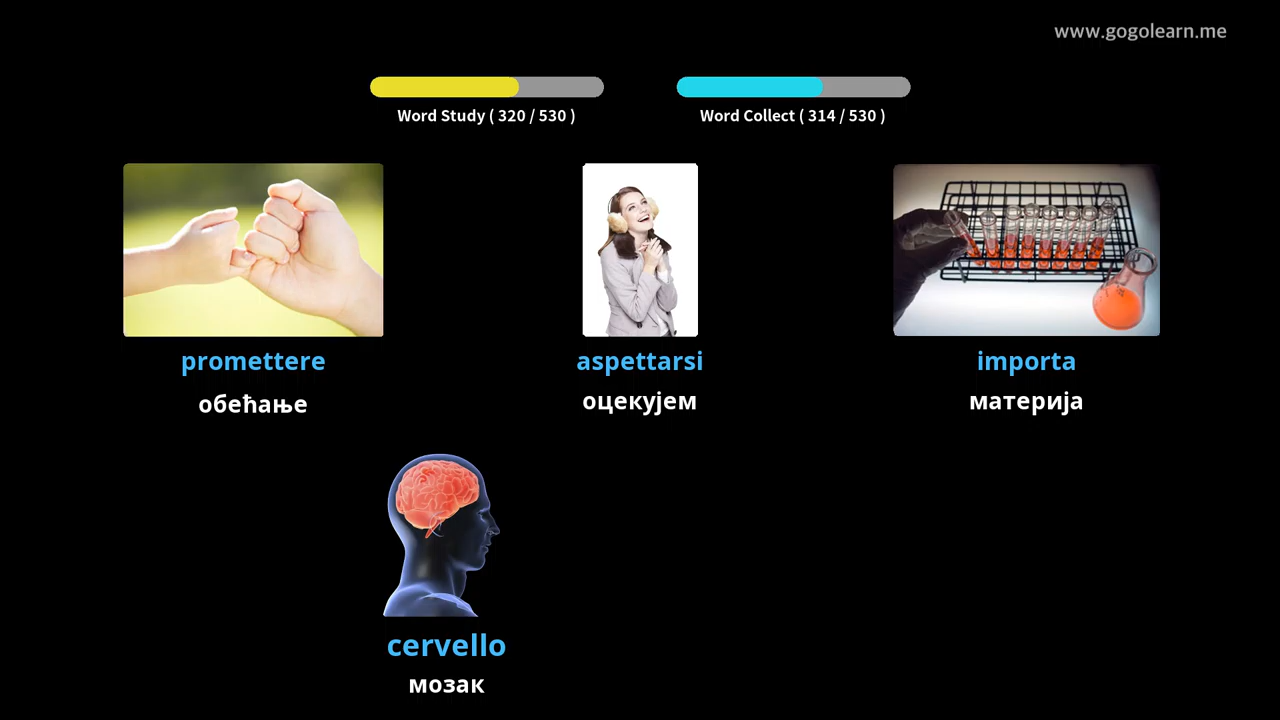 www.gogolearn.me
Word Study ( 320 / 530 )
Word Collect ( 314 / 530 )
promettere
обећање
aspettarsi
оцекујем
importa
материја
cervello
мозак